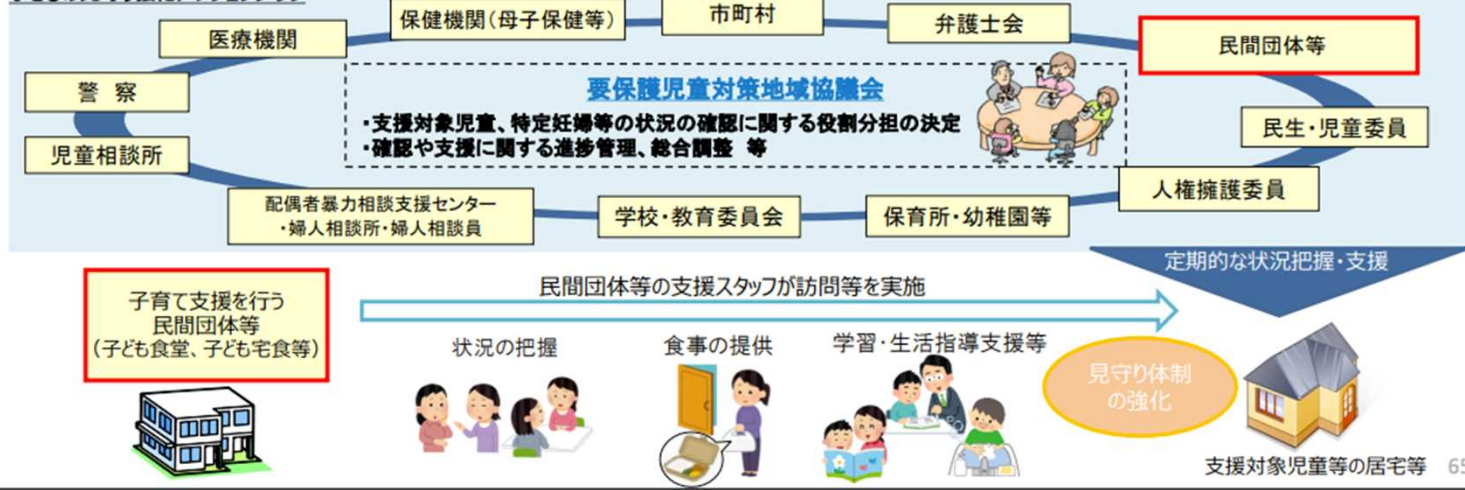 保健機関（母子保健等）
市町村
弁護士会
医療機関
民間団体等
警 察
要保護児童対策地域協議会
・支援対象児童、特定妊婦等の状況の確認に関する役割分担の決定
・確認や支援に関する進捗管理、総合調整 等
民生・児童委員
児童相談所
人権擁護委員
配偶者暴力相談支援センター
・婦人相談所・婦人相談員
学校・教育委員会
保育所・幼稚園等
定期的な状況把握・支援
子育て支援を行う
民間団体等
（子ども食堂、子ども宅食等）
民間団体等の支援スタッフが訪問等を実施
状況の把握
食事の提供
学習・生活指導支援等
見守り体制
の強化
支援対象児童等の居宅等
65